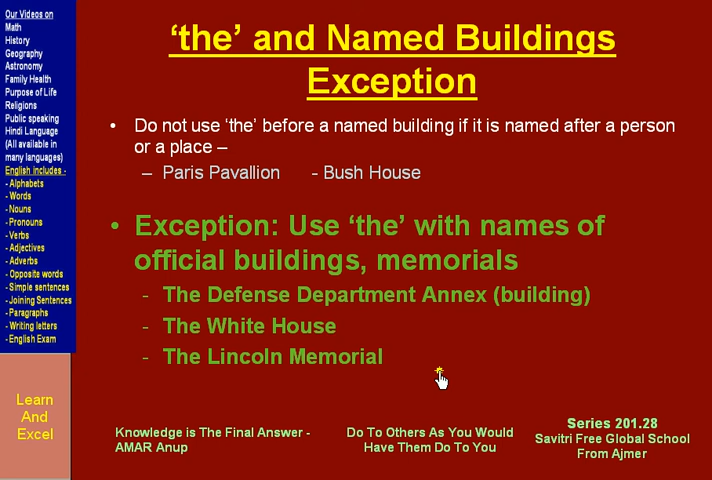 Our Videos on
Math
History
Geography
Astronomy
Family Health
Purpose of Life
Religions
Public speaking
Hindi Language
(All available in
many languages)
English includes -
- Alphabets
- Words
- Nouns
- Pronouns
- Verbs
- Adjectives
- Adverbs
- Opposite words
- Simple sentences
- Joining Sentences
- Paragraphs
- Writing letters
- English Exam
Learn
And
Excel
‘the’ and Named Buildings
Exception
• Do not use ‘the’ before a named building if it is named after a person
or a place –
– Paris Pavallion - Bush House
• Exception: Use ‘the’ with names of
official buildings, memorials
- The Defense Department Annex (building)
- The White House
- The Lincoln Memorial
Knowledge is The Final Answer -
AMAR Anup
Do To Others As You Would
Have Them Do To You
Series 201.28
Savitri Free Global School
From Ajmer